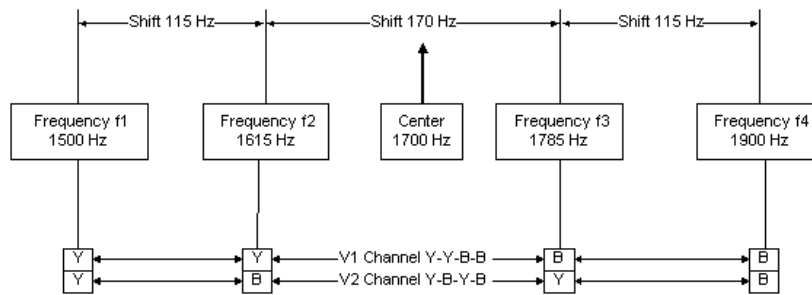 Shift 115 Hz Shift 170 Hz Shift 115 Hz
Frequency f1 Frequency f2 Center Frequency f3 Frequency f4
1500 Hz 1615 Hz 1700 Hz 1785 Hz 1900 Hz
Y Y V1 Channel Y-Y-B-B B B
Y B V2 Channel Y-B-Y-B Y B